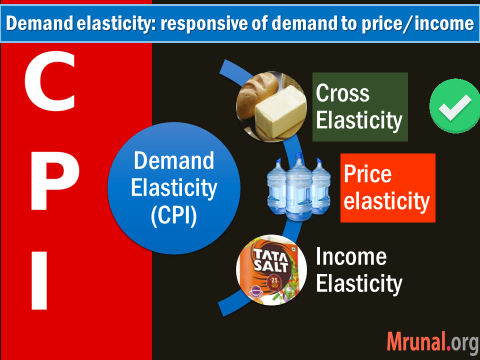 Demand elasticity: responsive of demand to price/income
C
P
I
Demand
Elasticity
(CPI)
Cross
Elasticity
Price
elasticity
TATA
SALT
Income
Elasticity
Mrunal.org